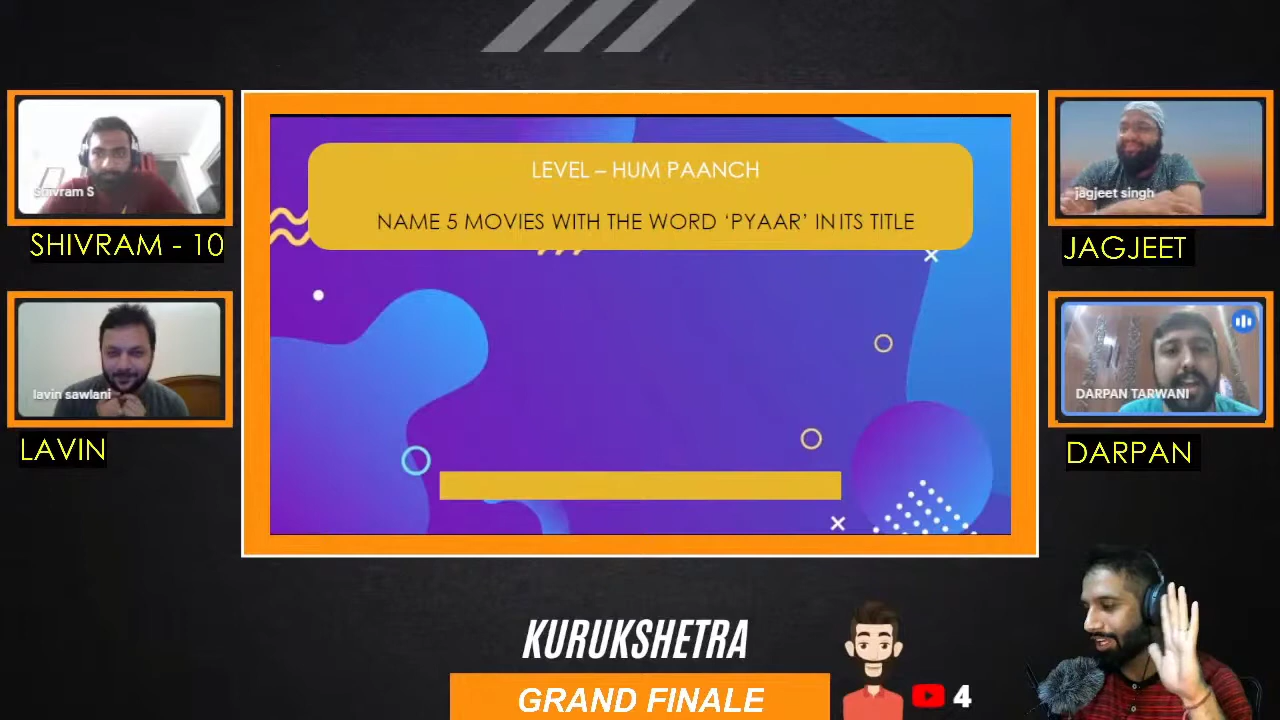 LEVEL – HUM PAANCH
NAME 5 MOVIES WITH THE WORD ‘PYAAR’ IN ITS TITLE
Shivram S
SHIVRAM - 10
jagjeet singh
JAGJEET
lavin sawlani
LAVIN
DARPAN TARWANI
DARPAN
KURUKSHETRA
GRAND FINALE
4